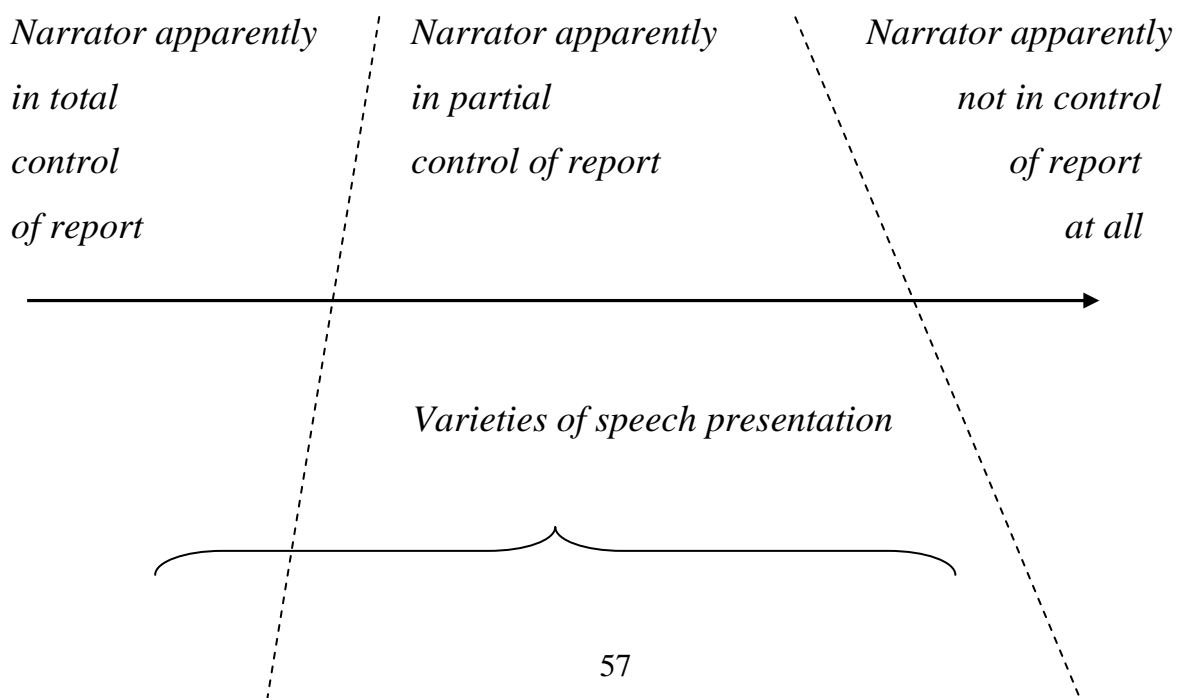 Narrator apparently
in total
control
of report
Narrator apparently
in partial
control of report
Narrator apparently
not in control
of report
at all
Varieties of speech presentation
57